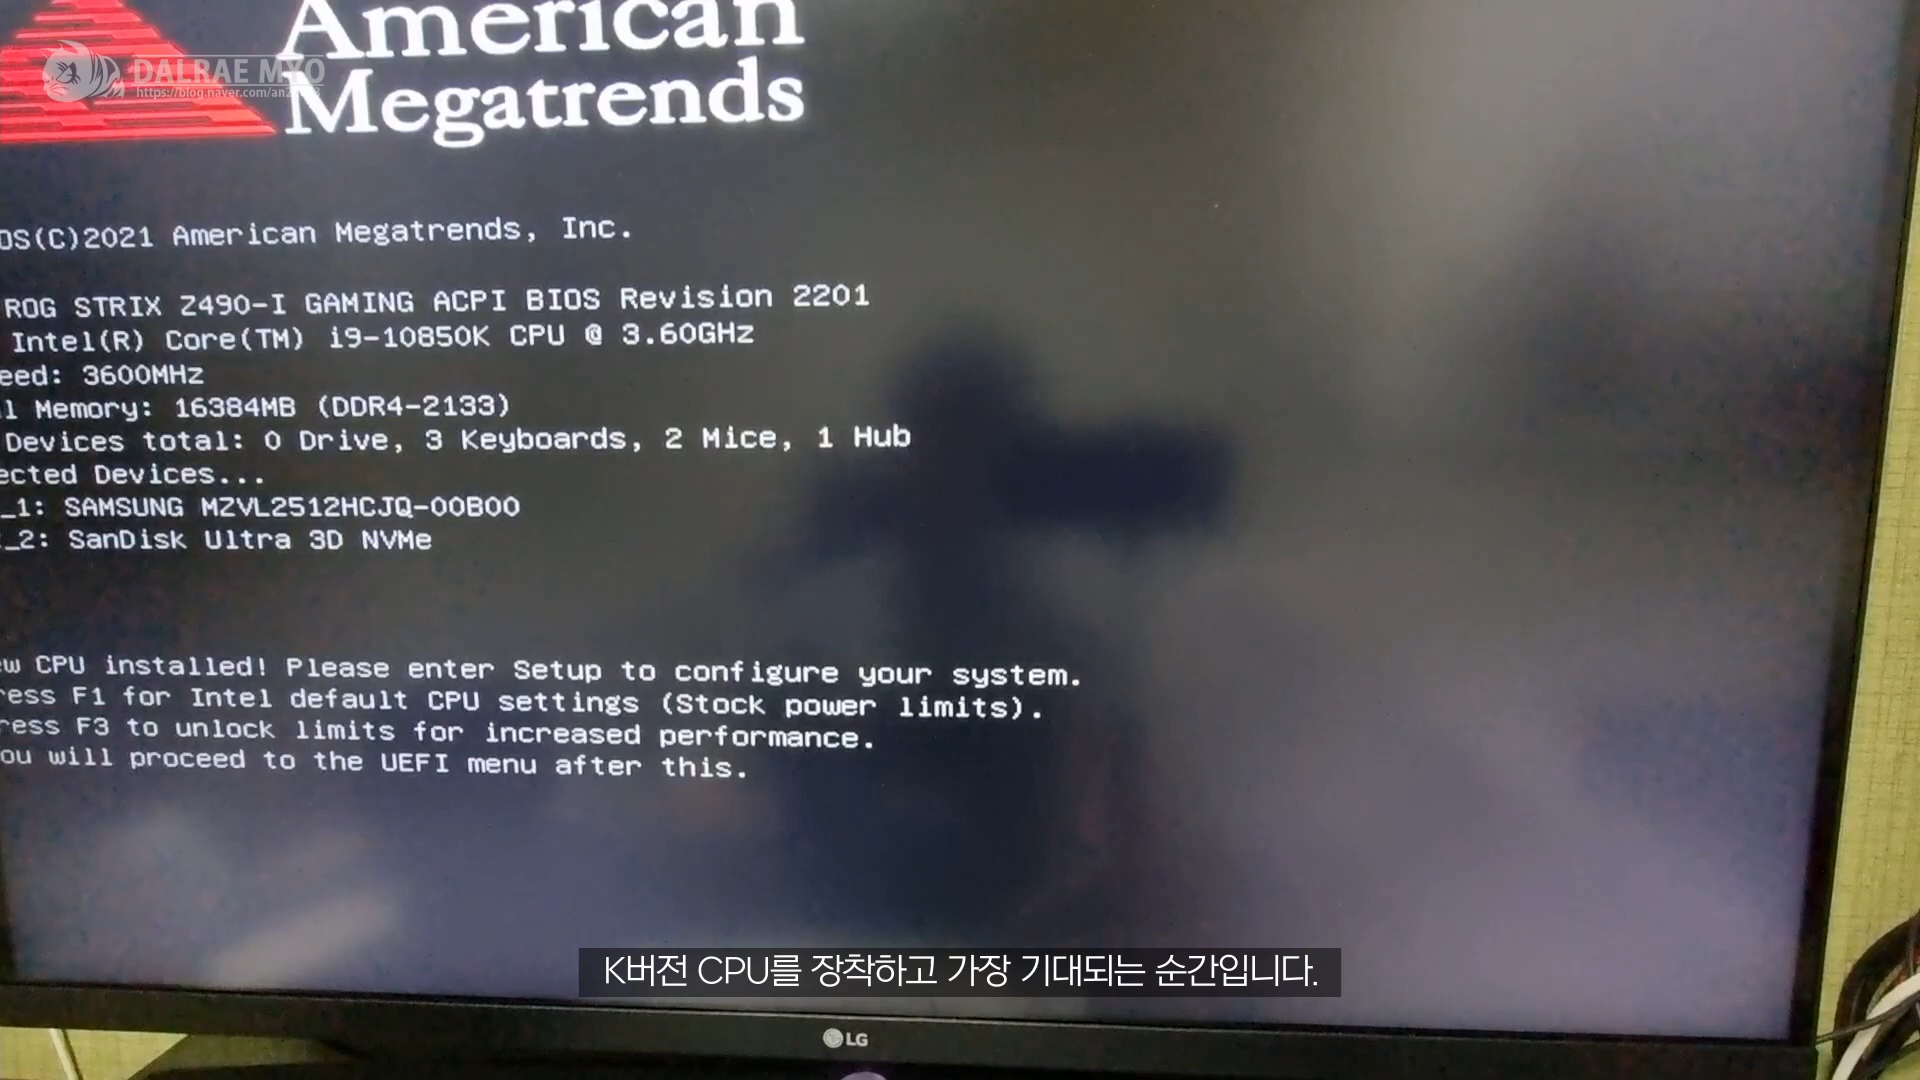 American
Megatrends
DALRAE MYO
OS(C)2021 American Megatrends, Inc.
ROG STRIX Z490-I GAMING ACPI BIOS Revision 2201
Intel(R) Core(TM) i9-10850K CPU @ 3.60GHz
eed: 3600MHz
l Memory: 16384MB (DDR4-2133)
Devices total: 0 Drive, 3 Keyboards, 2 Mice, 1 Hub
ected Devices...
_1: SAMSUNG MZVL2512HCJQ-00B00
_2: SanDisk Ultra 3D NVMe
w CPU installed! Please enter Setup to configure your system.
ress F1 for Intel default CPU settings (Stock power limits).
ress F3 to unlock limits for increased performance.
ou will proceed to the UEFI menu after this.
K버전 CPU를 장착하고 가장 기대되는 순간입니다.
LG